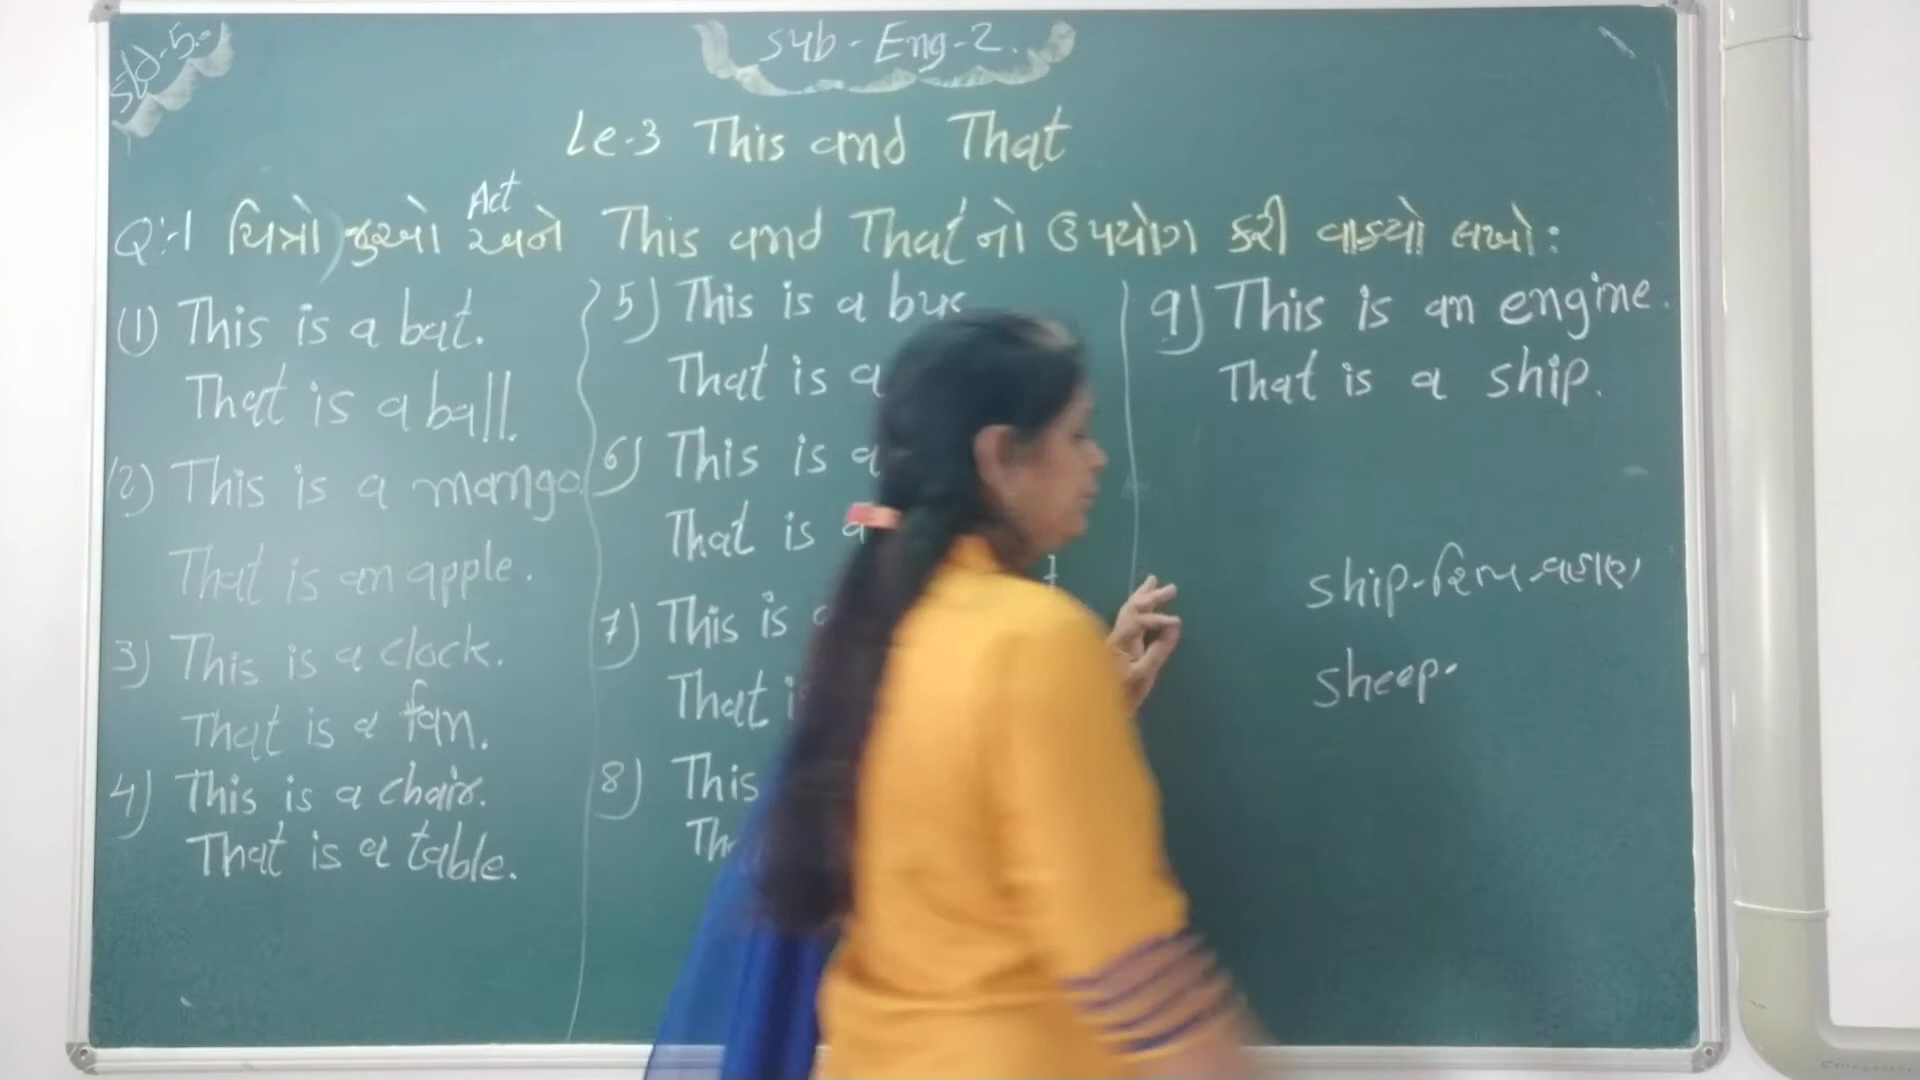 Std-5.
Sub - Eng-2.
Le-3 This and That
Act
Q:-1 ચિત્રો જુઓ અને This and That નો ઉપયોગ કરી વાક્યો લખો:
(1) This is a bat.
That is a ball.
(2) This is a mango.
That is an apple.
3) This is a clock.
That is a fan.
4) This is a chair.
That is a table.
5) This is a bus
That is a
6) This is a
That is a
7) This is
That is
8) This
9) This is an engine.
That is a ship.
ship-શિપ-વહાણ
sheep-